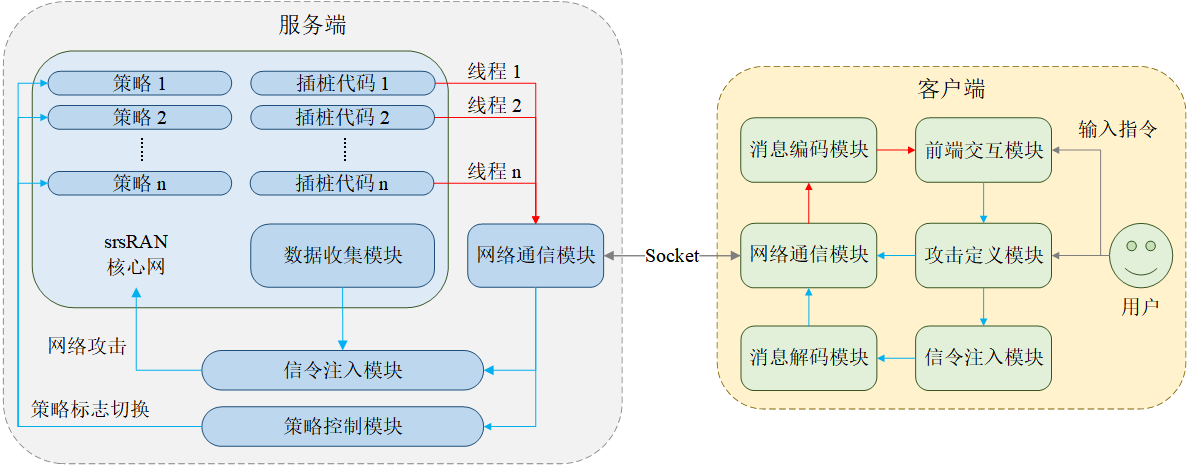 服务端
策略 1
插桩代码 1
线程 1
策略 2
插桩代码 2
线程 2
策略 n
插桩代码 n
线程 n
srsRAN
核心网
数据收集模块
网络通信模块
网络攻击
信令注入模块
策略标志切换
策略控制模块
Socket
客户端
消息编码模块
前端交互模块
输入指令
网络通信模块
攻击定义模块
用户
消息解码模块
信令注入模块